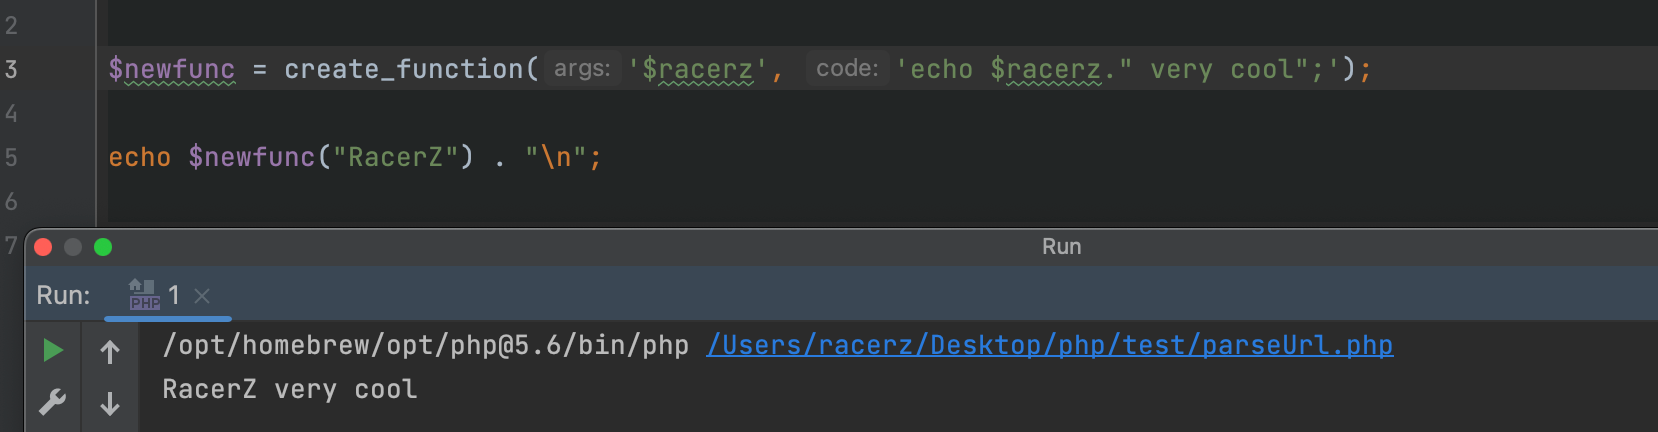 2
3 $newfunc = create_function( args: '$racerz', code: 'echo $racerz." very cool";');
4
5 echo $newfunc("RacerZ") . "\n";
6
7
Run
Run: PHP 1
/opt/homebrew/opt/php@5.6/bin/php /Users/racerz/Desktop/php/test/parseUrl.php
RacerZ very cool